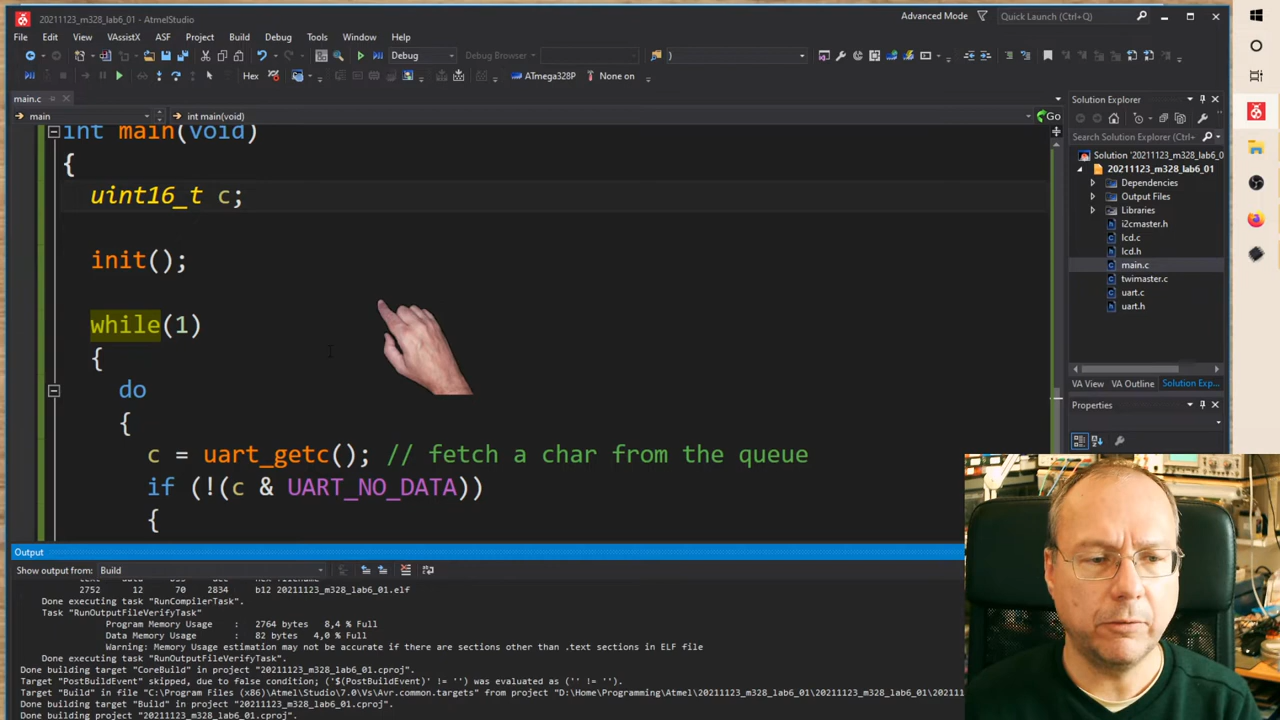 20211123_m328_lab6_01 - AtmelStudio
Advanced Mode
Quick Launch (Ctrl+Q)
File Edit View VAssistX ASF Project Build Debug Tools Window Help
Debug
Debug Browser
)
Hex
ATmega328P
None on
main.c
main
int main(void)
Go
int main(void)
{
uint16_t c;
init();
while(1)
{
do
{
c = uart_getc(); // fetch a char from the queue
if (!(c & UART_NO_DATA))
{
Solution Explorer
Search Solution Explorer (Ctrl+
Solution '20211123_m328_lab6_0
20211123_m328_lab6_01
Dependencies
Output Files
Libraries
i2cmaster.h
lcd.c
lcd.h
main.c
twimaster.c
uart.c
uart.h
VA View VA Outline Solution Exp...
Properties
Output
Show output from: Build
2752 12 70 2834 b12 20211123_m328_lab6_01.elf
Done executing task "RunCompilerTask".
Task "RunOutputFileVerifyTask"
Program Memory Usage : 2764 bytes 8,4 % Full
Data Memory Usage : 82 bytes 4,0 % Full
Warning: Memory Usage estimation may not be accurate if there are sections other than .text sections in ELF file
Done executing task "RunOutputFileVerifyTask".
Done building target "CoreBuild" in project "20211123_m328_lab6_01.cproj".
Target "PostBuildEvent" skipped, due to false condition; ('$(PostBuildEvent)' != '') was evaluated as ('' != '').
Target "Build" in file "C:\Program Files (x86)\Atmel\Studio\7.0\Vs\Avr.common.targets" from project "D:\Home\Programming\Atmel\20211123_m328_lab6_01\20211123_m328_lab6_01\202111
Done building target "Build" in project "20211123_m328_lab6_01.cproj".
Done building project "20211123_m328_lab6_01.cproj".